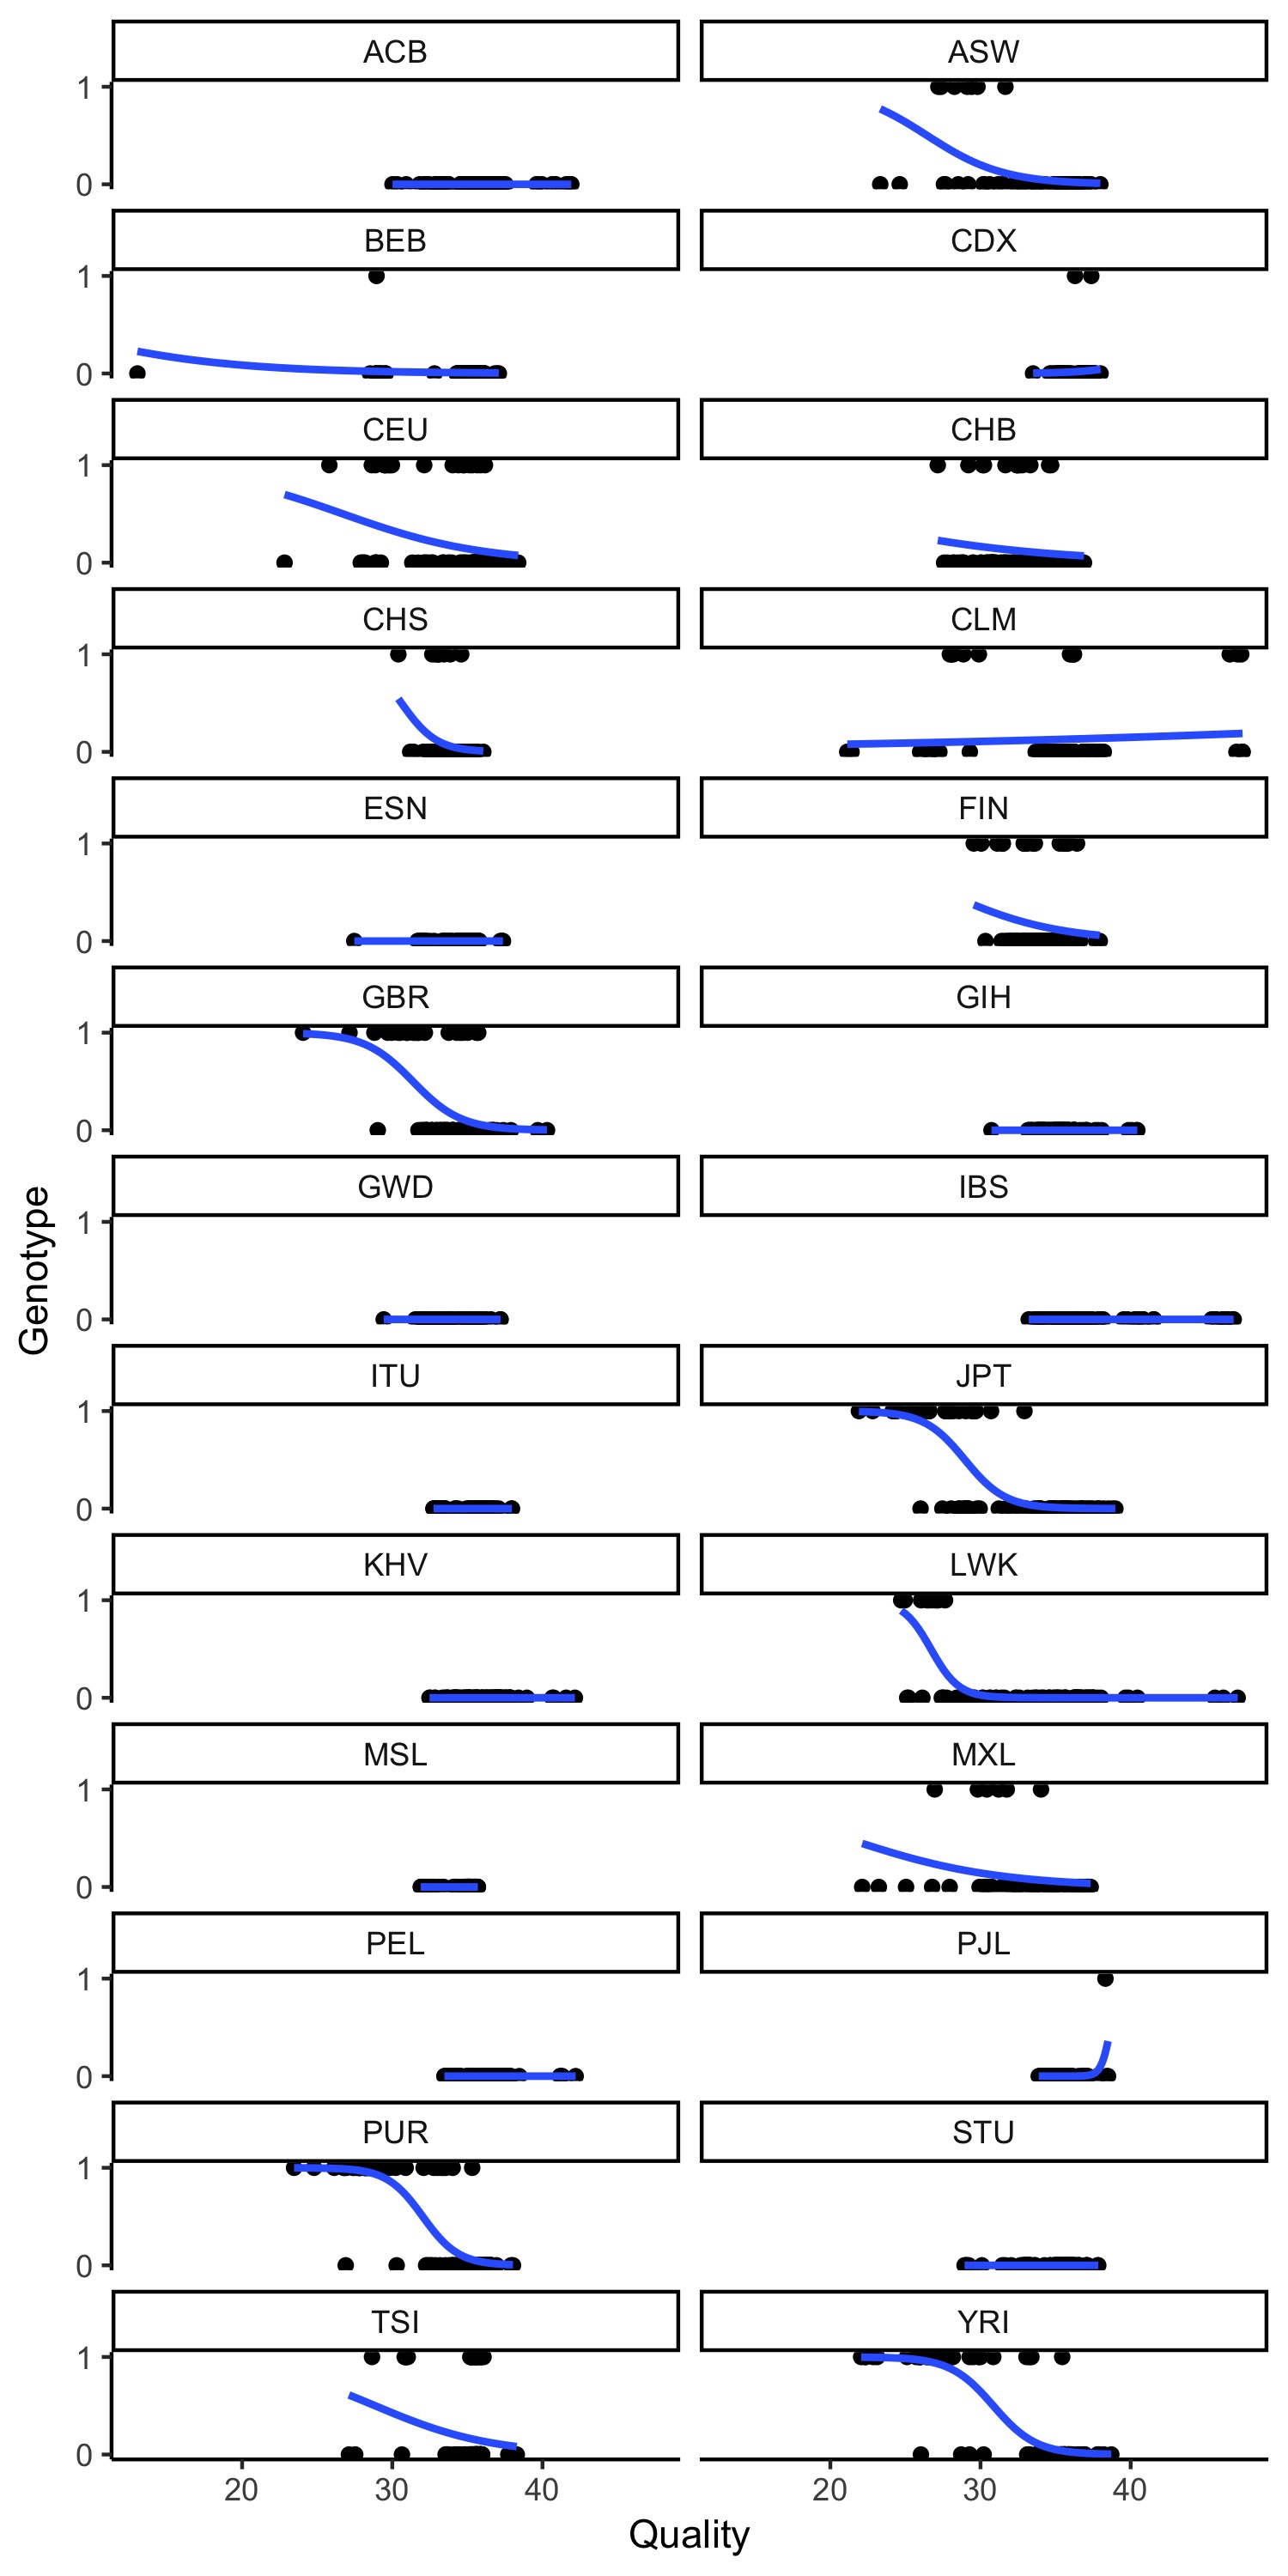 ACB ASW
1
0
BEB CDX
1
0
CEU CHB
1
0
CHS CLM
1
0
ESN FIN
1
0
GBR GIH
1
0
GWD IBS
1
0
ITU JPT
1
0
KHV LWK
1
0
MSL MXL
1
0
PEL PJL
1
0
PUR STU
1
0
TSI YRI
1
0
20 30 40 20 30 40
Quality
Genotype